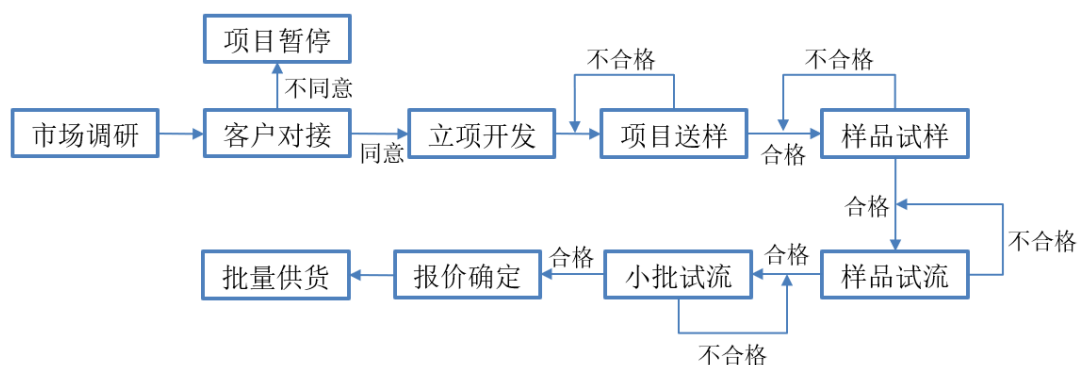 项目暂停
不合格
不合格
不同意
市场调研
客户对接
同意
立项开发
项目送样
合格
样品试样
合格
不合格
批量供货
报价确定
合格
小批试流
合格
样品试流
不合格